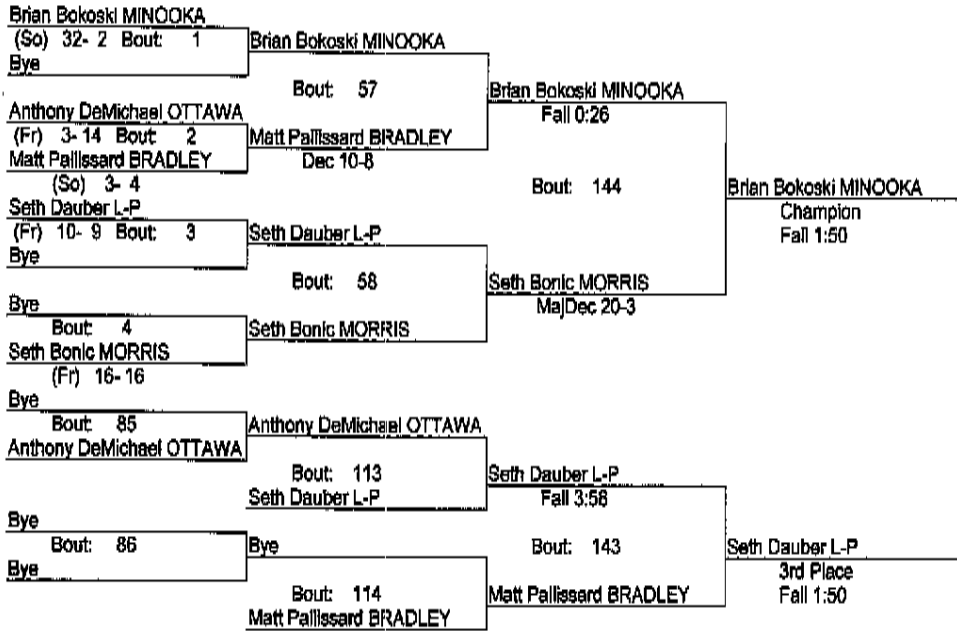 Brian Bokoski MINOOKA
(So) 32- 2 Bout: 1
Bye
Brian Bokoski MINOOKA
Bout: 57
Anthony DeMichael OTTAWA
(Fr) 3- 14 Bout: 2
Matt Pallissard BRADLEY
(So) 3- 4
Matt Pallissard BRADLEY
Dec 10-8
Brian Bokoski MINOOKA
Fall 0:26
Bout: 144
Seth Dauber L-P
(Fr) 10- 9 Bout: 3
Bye
Seth Dauber L-P
Bout: 58
Bye
Bout: 4
Seth Bonic MORRIS
(Fr) 16- 16
Seth Bonic MORRIS
Seth Bonic MORRIS
MajDec 20-3
Brian Bokoski MINOOKA
Champion
Fall 1:50
Bye
Bout: 85
Anthony DeMichael OTTAWA
Anthony DeMichael OTTAWA
Bout: 113
Seth Dauber L-P
Seth Dauber L-P
Fall 3:56
Bye
Bout: 86
Bye
Bye
Bout: 114
Matt Pallissard BRADLEY
Bout: 143
Matt Pallissard BRADLEY
Seth Dauber L-P
3rd Place
Fall 1:50